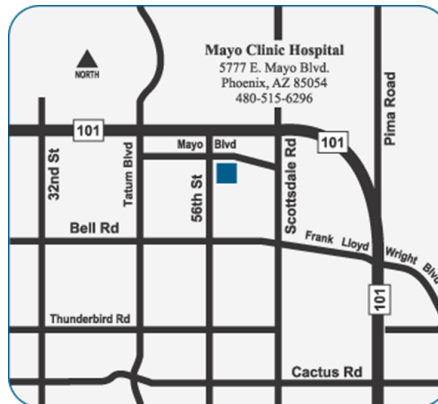 Mayo Clinic Hospital
5777 E. Mayo Blvd.
Phoenix, AZ 85054
480-515-6296
NORTH
Pima Road
101
Mayo Blvd
101
32nd St
Tatum Blvd
56th St
Scottsdale Rd
Bell Rd
Frank Lloyd Wright Blvd
101
Thunderbird Rd
Cactus Rd